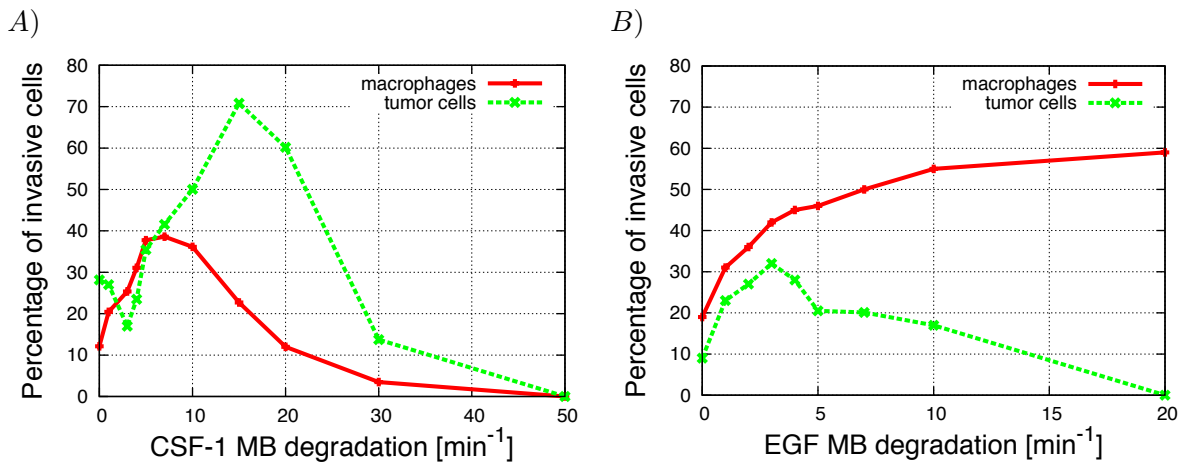 A)
Percentage of invasive cells
80
70
60
50
40
30
20
10
0
macrophages
tumor cells
0 10 20 30 40 50
CSF-1 MB degradation [min⁻¹]
B)
Percentage of invasive cells
80
70
60
50
40
30
20
10
0
macrophages
tumor cells
0 5 10 15 20
EGF MB degradation [min⁻¹]